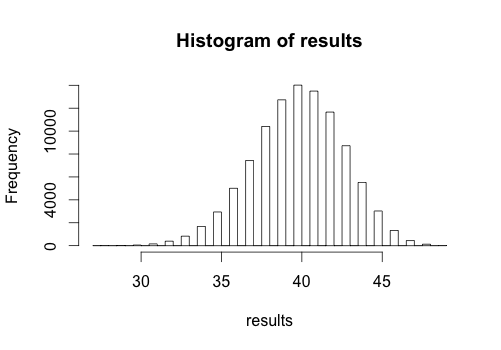 Histogram of results
Frequency
10000
4000
0
30 35 40 45
results